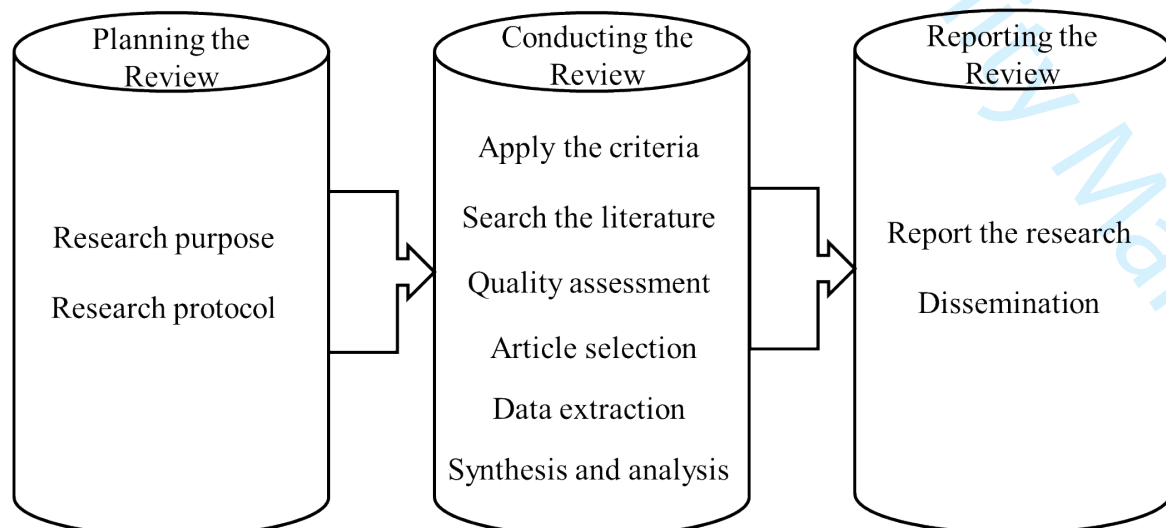 Planning the
Review
Research purpose
Research protocol
Conducting the
Review
Apply the criteria
Search the literature
Quality assessment
Article selection
Data extraction
Synthesis and analysis
Reporting the
Review
Report the research
Dissemination